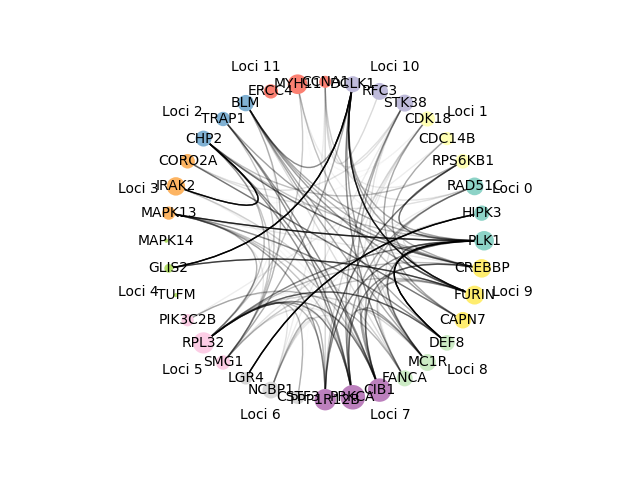 Loci 11
Loci 10
MYH11
CCNA1
DCLK1
ERCC4
RFC3
BLM
STK38
Loci 2
TRAP1
CDK18
Loci 1
CHP2
CDC14B
CORO2A
RPS6KB1
Loci 3
IRAK2
RAD51C
Loci 0
MAPK13
HIPK3
MAPK14
PLK1
GLIS2
CREBBP
Loci 4
TUFM
FURIN
Loci 9
PIK3C2B
CAPN7
RPL32
DEF8
SMG1
MC1R
Loci 5
Loci 8
LGR4
FANCA
NCBP1
CIB1
CSTF3
PPP1R12B
PRKCA
Loci 6
Loci 7